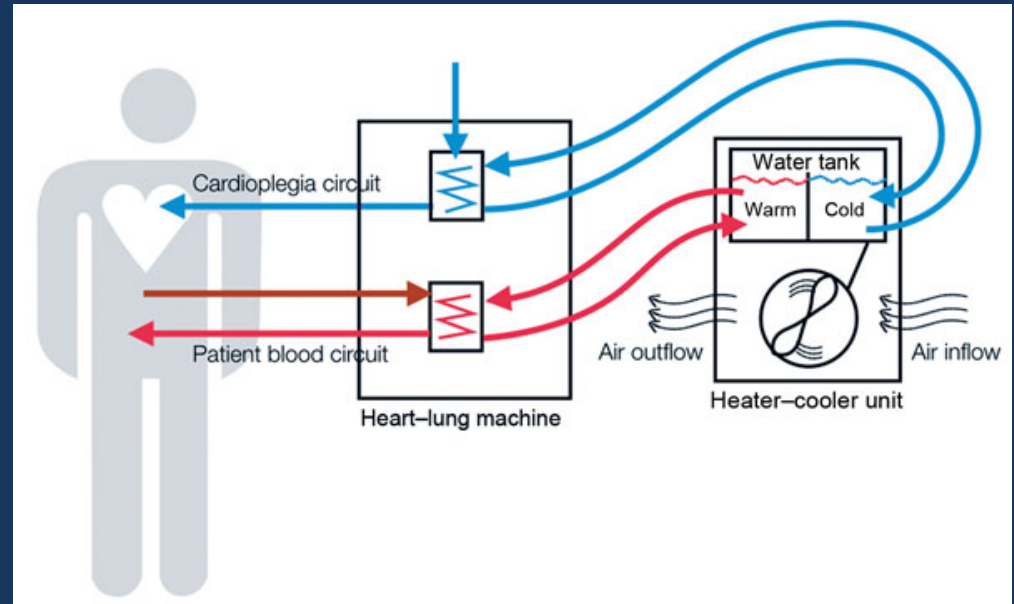 Water tank
Cardioplegia circuit
Warm
Cold
Patient blood circuit
Air outflow
Air inflow
Heart–lung machine
Heater–cooler unit